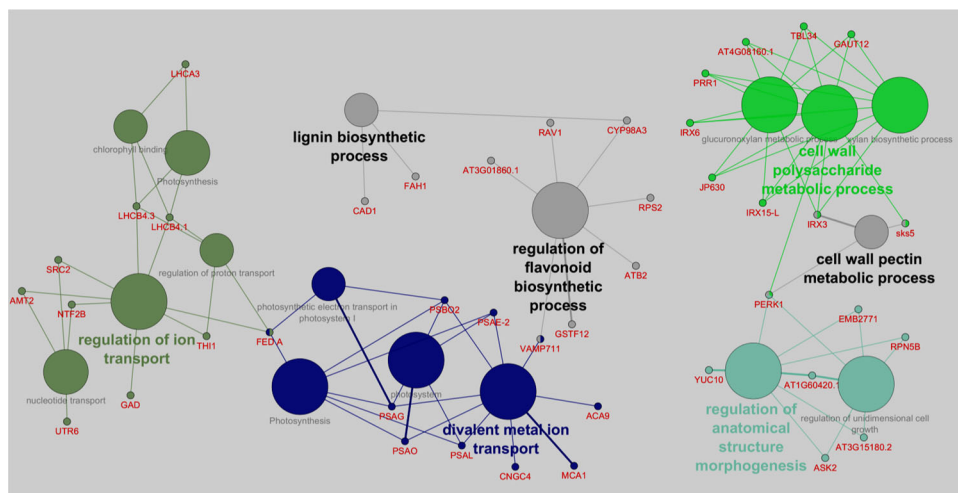 LHCA3
chlorophyll binding
Photosynthesis
LHCB4.3
LHCB4.1
regulation of proton transport
SRC2
AMT2
NTF2B
regulation of ion
transport
THI1
FED A
nucleotide transport
GAD
UTR6
lignin biosynthetic
process
FAH1
CAD1
RAV1
CYP98A3
AT3G01860.1
RPS2
regulation of
flavonoid
biosynthetic
process
ATB2
GSTF12
photosynthetic electron transport in
photosystem I
PSBO2
PSAE-2
VAMP711
photosystem
Photosynthesis
PSAG
divalent metal ion
transport
ACA9
PSAO
PSAL
CNGC4
MCA1
TBL34
AT4G08160.1
GAUT12
PRR1
IRX6
glucuronoxylan metabolic process
xylan biosynthetic process
cell wall
polysaccharide
metabolic process
JP630
IRX15-L
IRX3
sks5
cell wall pectin
metabolic process
PERK1
EMB2771
RPN5B
YUC10
AT1G60420.1
regulation of
anatomical
structure
morphogenesis
regulation of unidimensional cell
growth
AT3G15180.2
ASK2